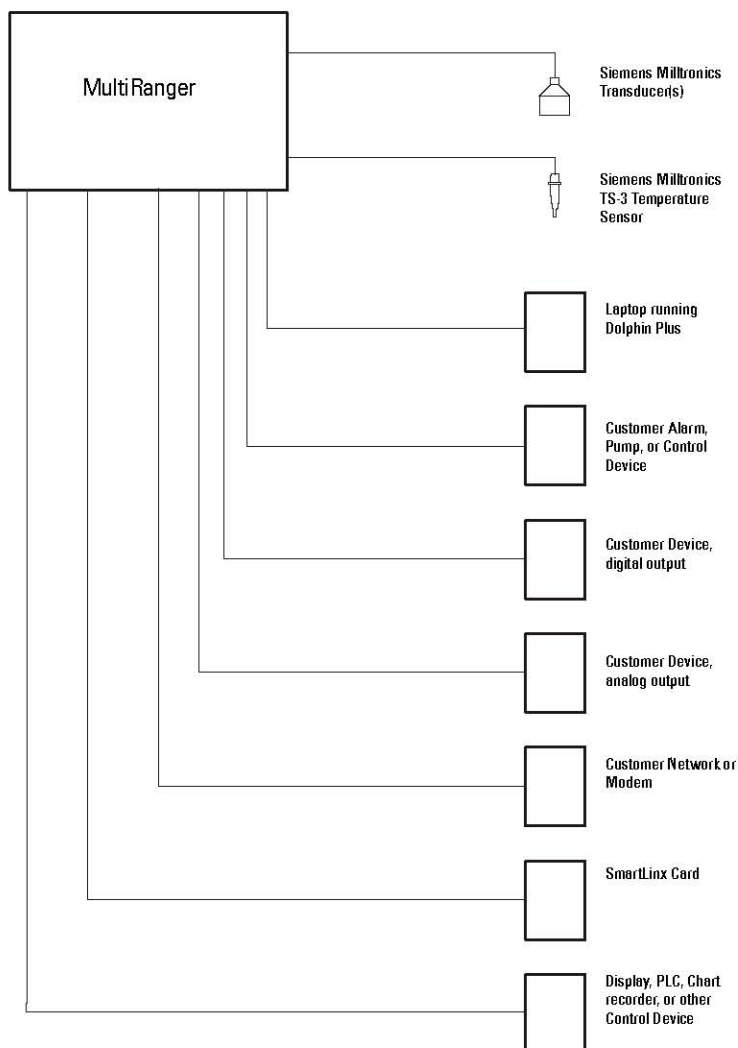 MultiRanger
Siemens Milltronics
Transducer(s)
Siemens Milltronics
TS-3 Temperature
Sensor
Laptop running
Dolphin Plus
Customer Alarm,
Pump, or Control
Device
Customer Device,
digital output
Customer Device,
analog output
Customer Network or
Modem
SmartLinx Card
Display, PLC, Chart
recorder, or other
Control Device